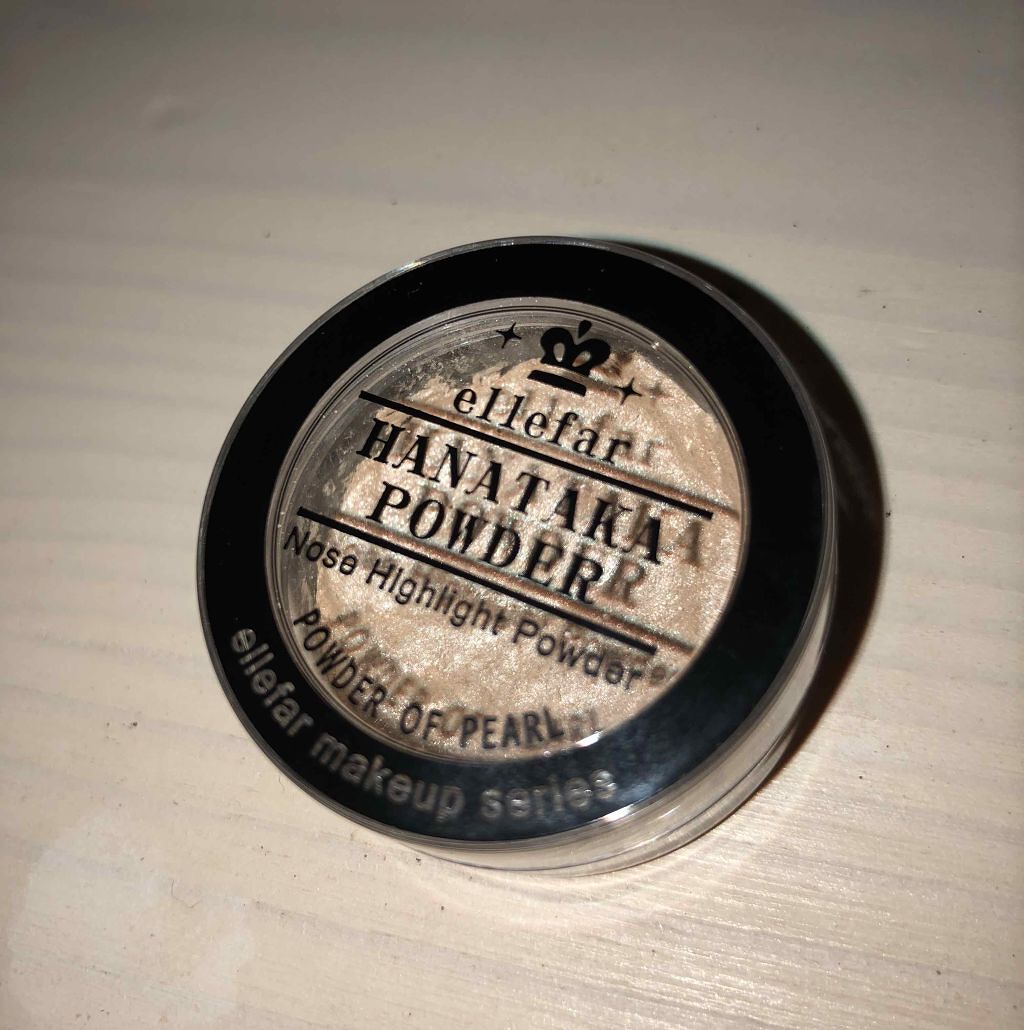 ellefar
HANATAKA
POWDER
Nose HIghlight Powder
POWDER OF PEARL
ellefar makeup series